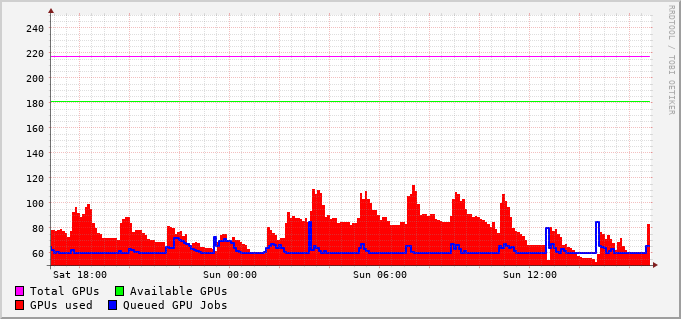 240
220
200
180
160
140
120
100
80
60
Sat 18:00 Sun 00:00 Sun 06:00 Sun 12:00
Total GPUs Available GPUs
GPUs used Queued GPU Jobs
RRDTOOL / TOBI OETIKER